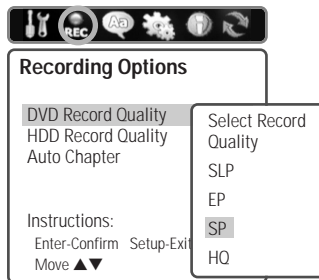 REC
Aa
i
Recording Options
DVD Record Quality
HDD Record Quality
Auto Chapter
Instructions:
Enter-Confirm Setup-Exit
Move ▲▼
Select Record
Quality
SLP
EP
SP
HQ